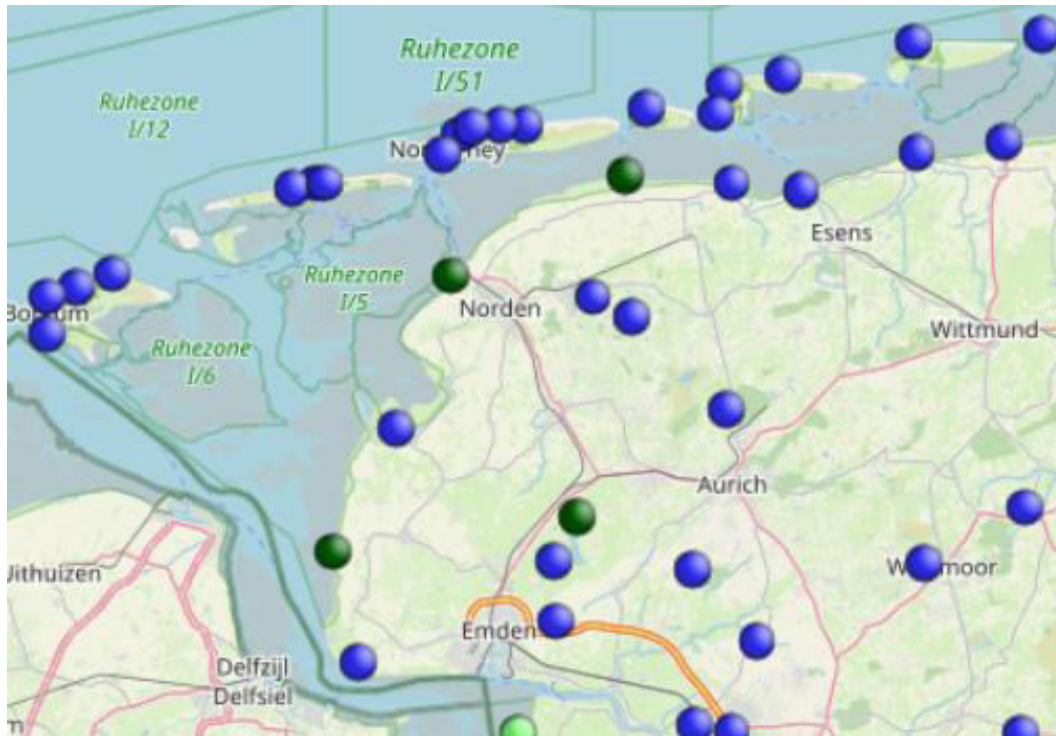 Ruhezone
I/51
Ruhezone
I/12
Esens
Ruhezone
I/5
Norden
Wittmund
Ruhezone
I/6
Aurich
Emden
Delfzijl
Delfsiel